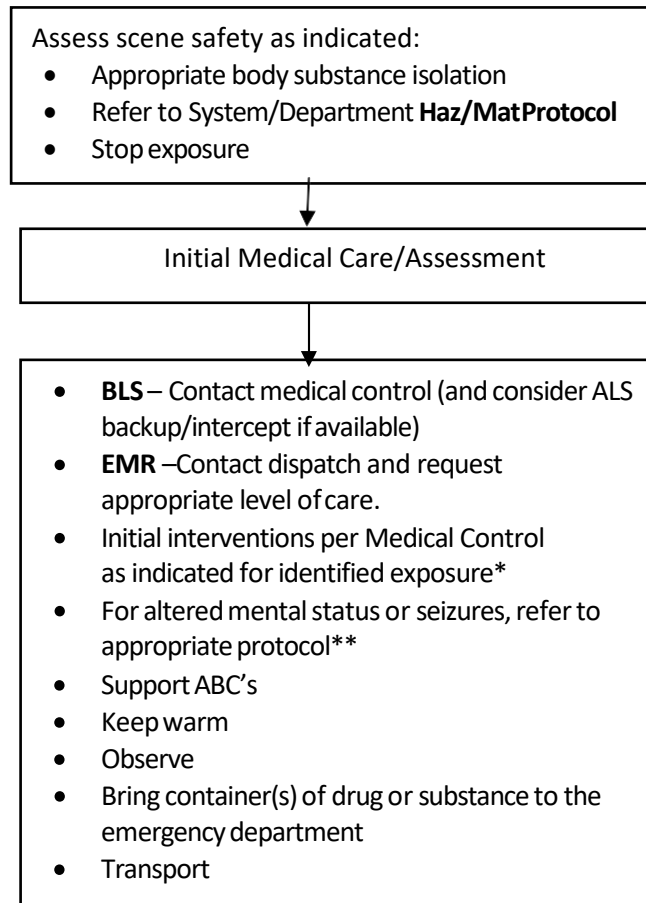 Assess scene safety as indicated:
• Appropriate body substance isolation
• Refer to System/Department Haz/MatProtocol
• Stop exposure
Initial Medical Care/Assessment
• BLS – Contact medical control (and consider ALS
backup/intercept if available)
• EMR –Contact dispatch and request
appropriate level of care.
• Initial interventions per Medical Control
as indicated for identified exposure*
• For altered mental status or seizures, refer to
appropriate protocol**
• Support ABC’s
• Keep warm
• Observe
• Bring container(s) of drug or substance to the
emergency department
• Transport